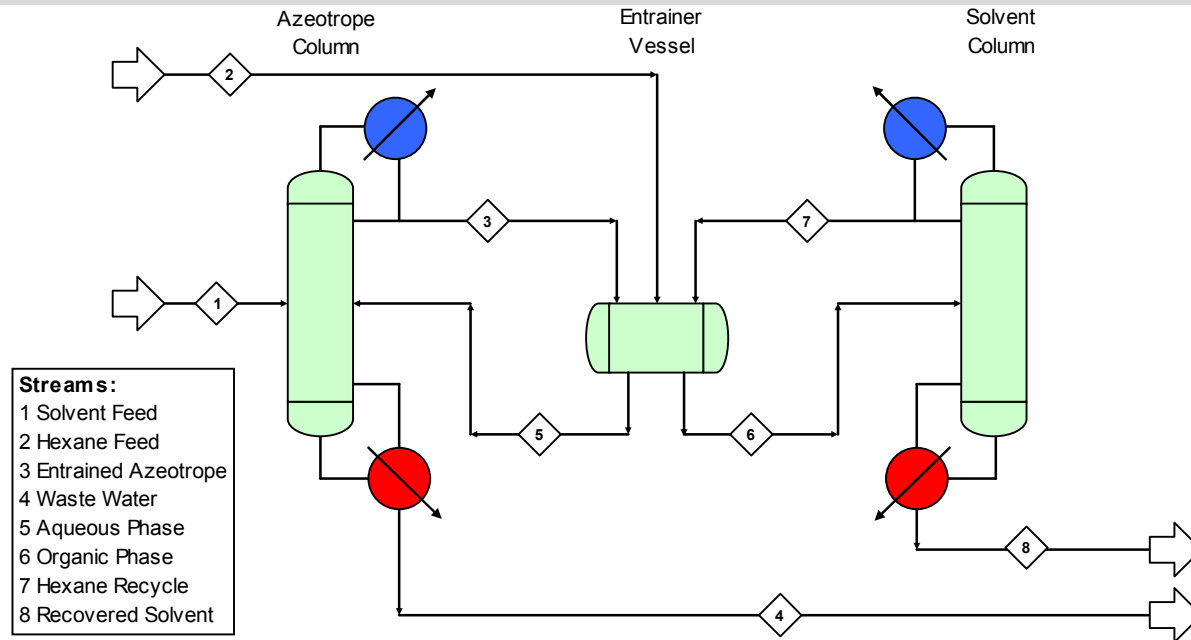 Azeotrope
Column
Entrainer
Vessel
Solvent
Column
2
3
7
1
Streams:
1 Solvent Feed
2 Hexane Feed
3 Entrained Azeotrope
4 Waste Water
5 Aqueous Phase
6 Organic Phase
7 Hexane Recycle
8 Recovered Solvent
5
6
8
4